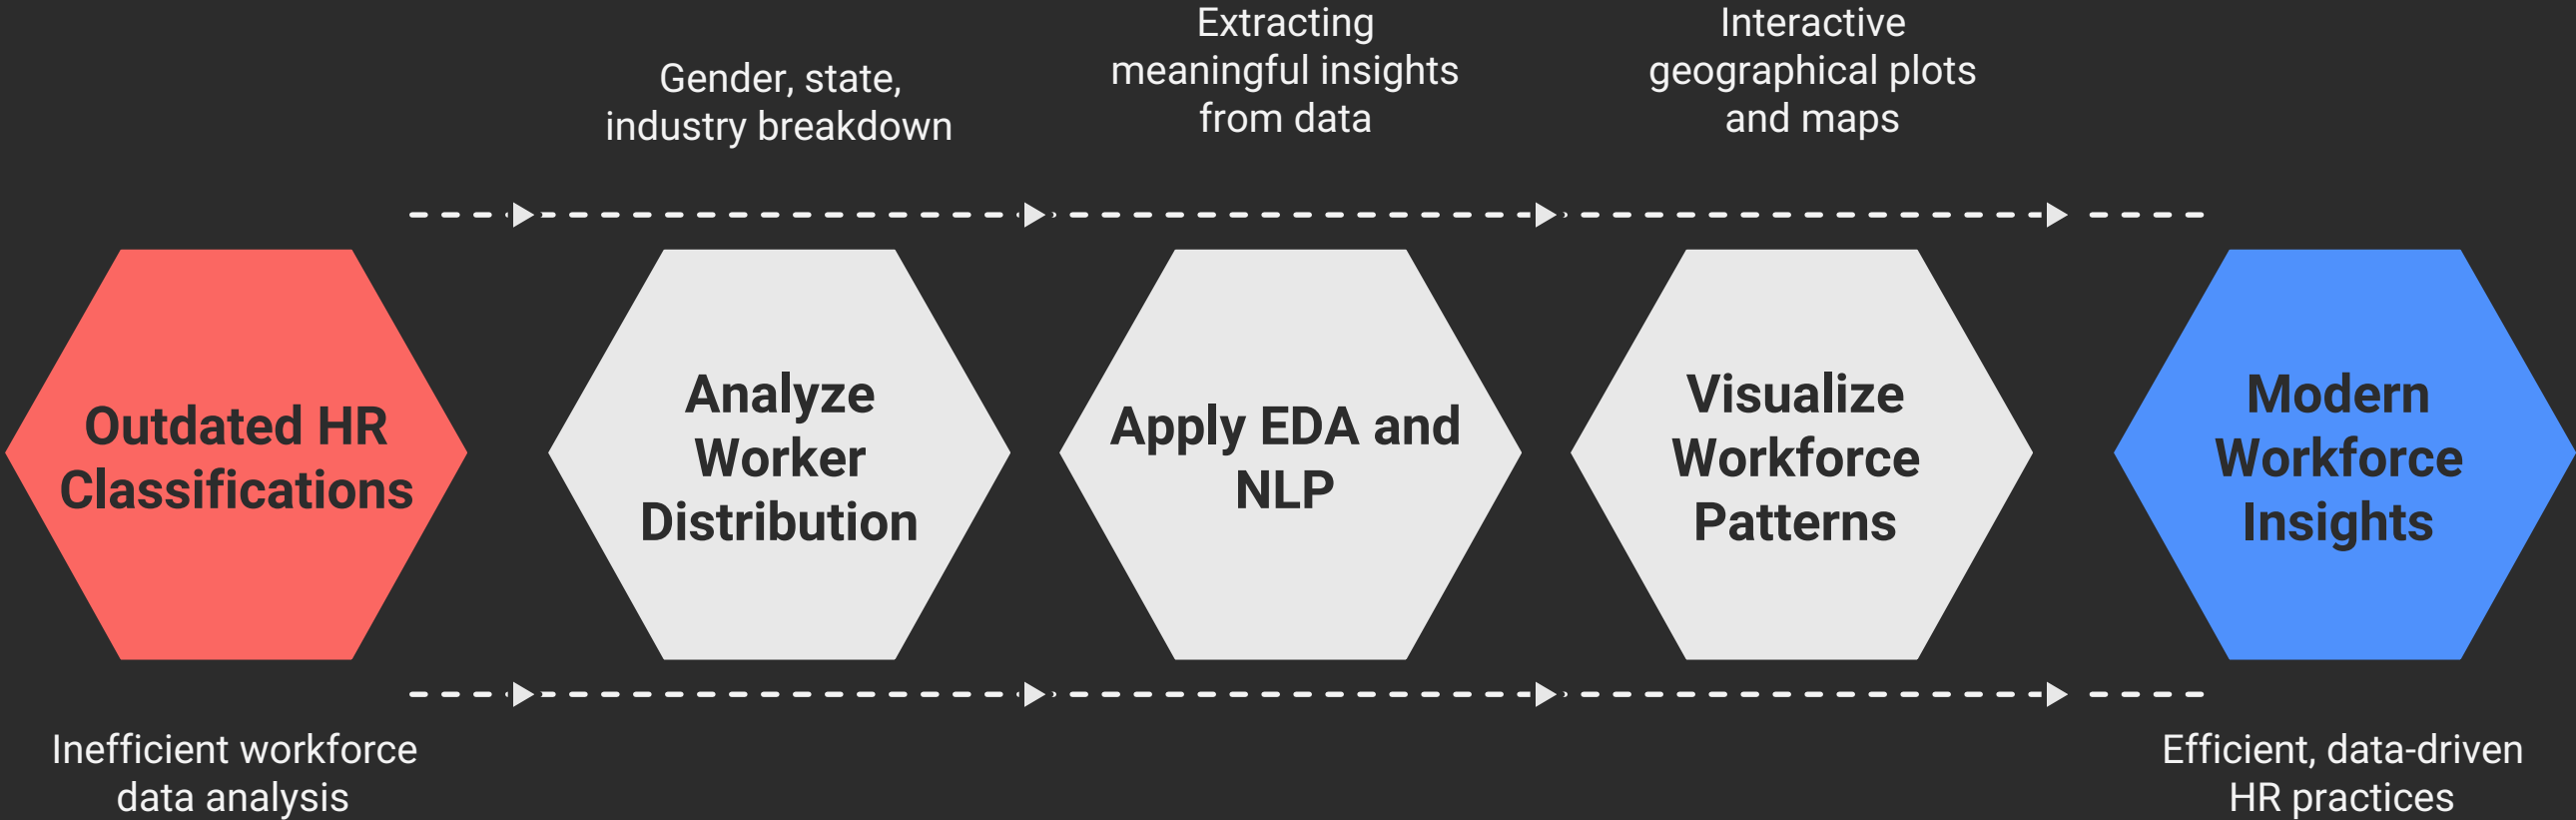 Extracting
meaningful insights
from data
Interactive
geographical plots
and maps
Gender, state,
industry breakdown
Outdated HR
Classifications
Analyze
Worker
Distribution
Apply EDA and
NLP
Visualize
Workforce
Patterns
Modern
Workforce
Insights
Inefficient workforce
data analysis
Efficient, data-driven
HR practices